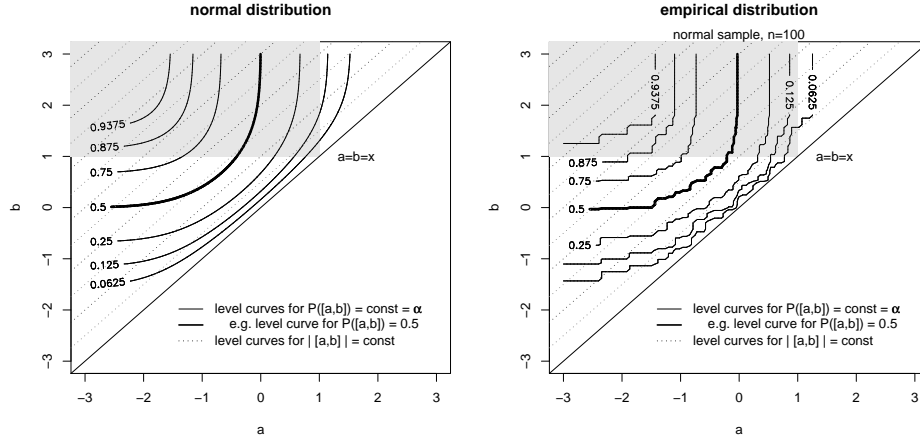 normal distribution
3
2
1
0
−1
−2
−3
b
0.9375
0.875
0.75
0.5
0.25
0.125
0.0625
a=b=x
level curves for P([a,b]) = const = α
e.g. level curve for P([a,b]) = 0.5
level curves for | [a,b] | = const
−3 −2 −1 0 1 2 3
a
empirical distribution
normal sample, n=100
3
2
1
0
−1
−2
−3
b
0.9375
0.125
0.0625
0.875
0.75
0.5
0.25
a=b=x
level curves for P([a,b]) = const = α
e.g. level curve for P([a,b]) = 0.5
level curves for | [a,b] | = const
−3 −2 −1 0 1 2 3
a